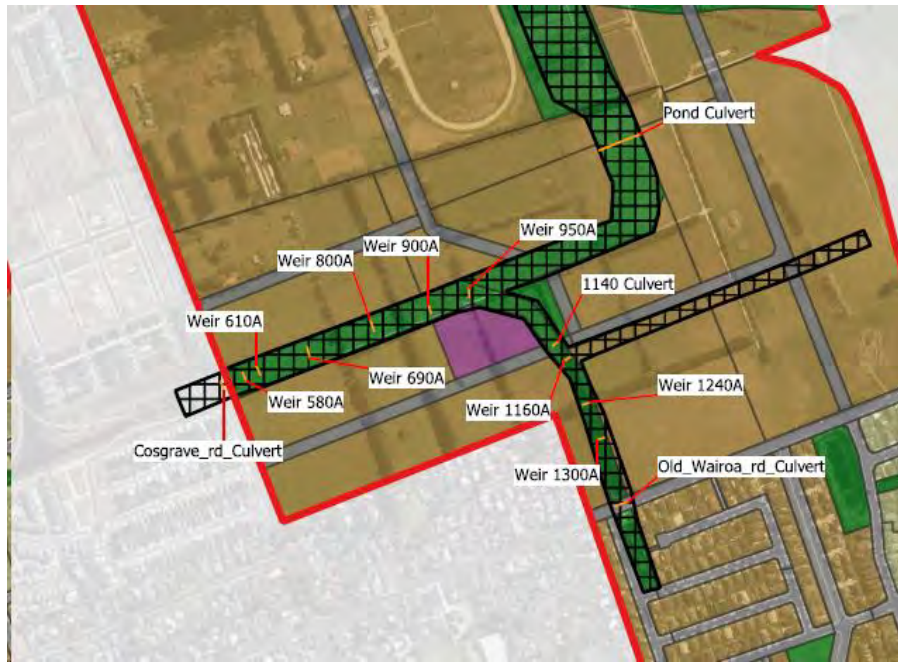 Pond Culvert
Weir 950A
Weir 900A
Weir 800A
1140 Culvert
Weir 610A
Weir 690A
Weir 580A
Weir 1240A
Weir 1160A
Cosgrave_rd_Culvert
Weir 1300A
Old_Wairoa_rd_Culvert